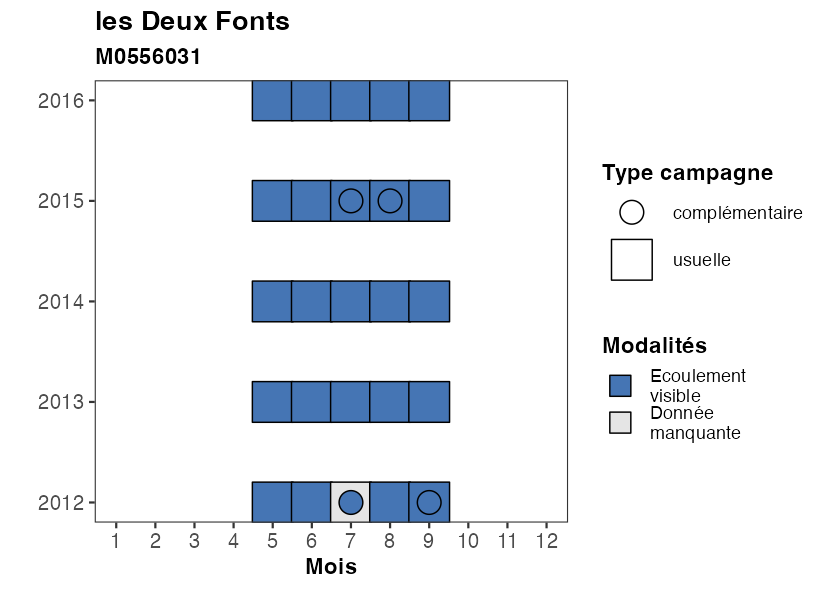 les Deux Fonts
M0556031
2016
2015
2014
2013
2012
1 2 3 4 5 6 7 8 9 10 11 12
Mois
Type campagne
complémentaire
usuelle
Modalités
Ecoulement
visible
Donnée
manquante